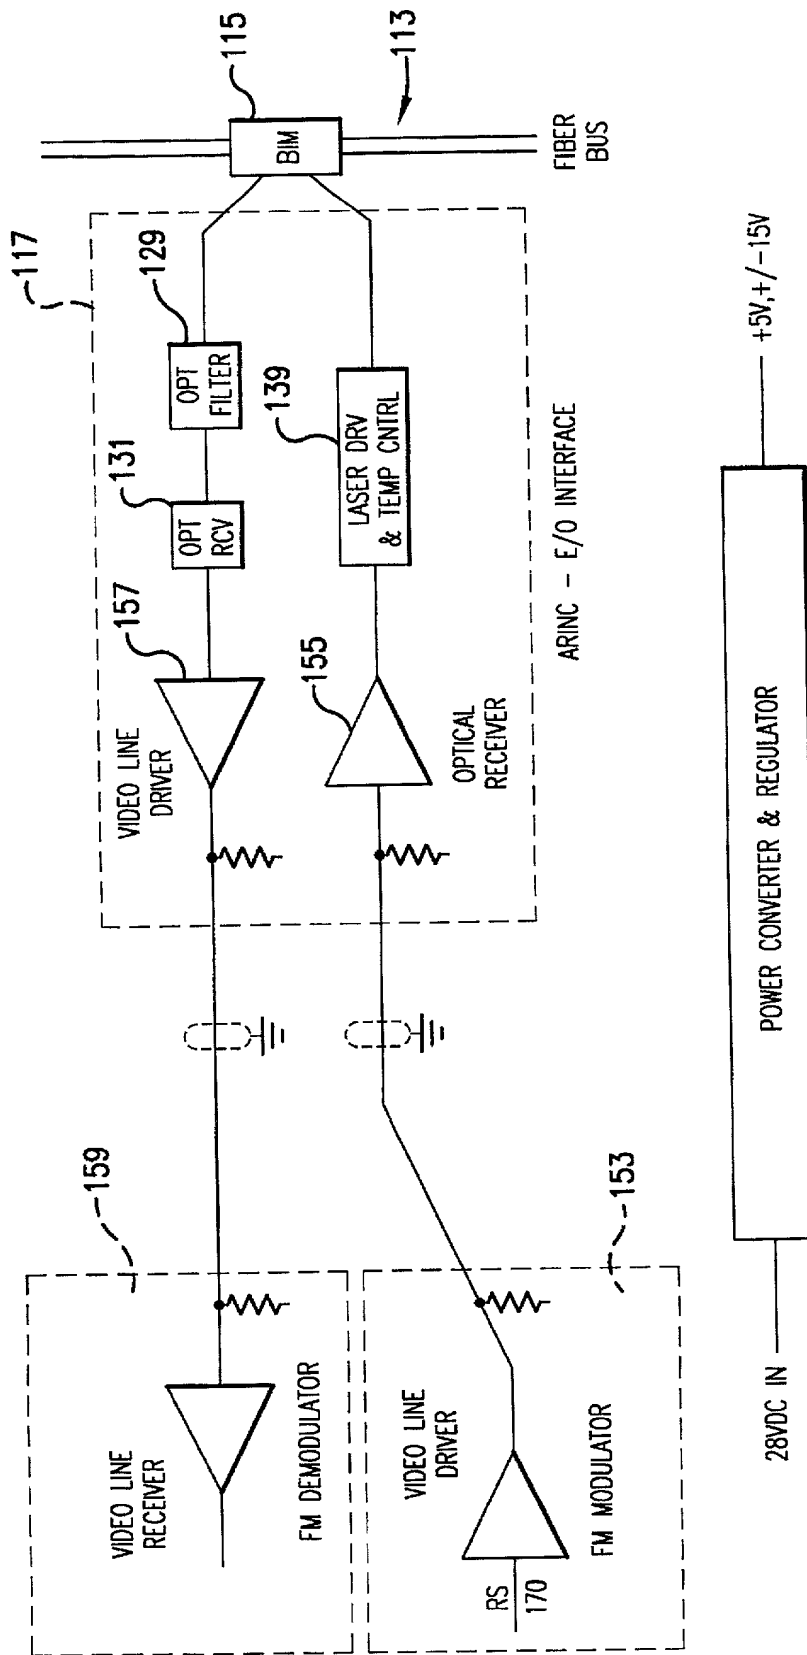 159
VIDEO LINE
RECEIVER
FM DEMODULATOR
VIDEO LINE
DRIVER
RS
170
FM MODULATOR
153
117
VIDEO LINE
DRIVER
157
131
OPT
RCV
129
OPT
FILTER
155
OPTICAL
RECEIVER
139
LASER DRV
& TEMP CNTRL
ARINC - E/O INTERFACE
115
BIM
113
FIBER
BUS
28VDC IN
POWER CONVERTER & REGULATOR
+5V,+/-15V